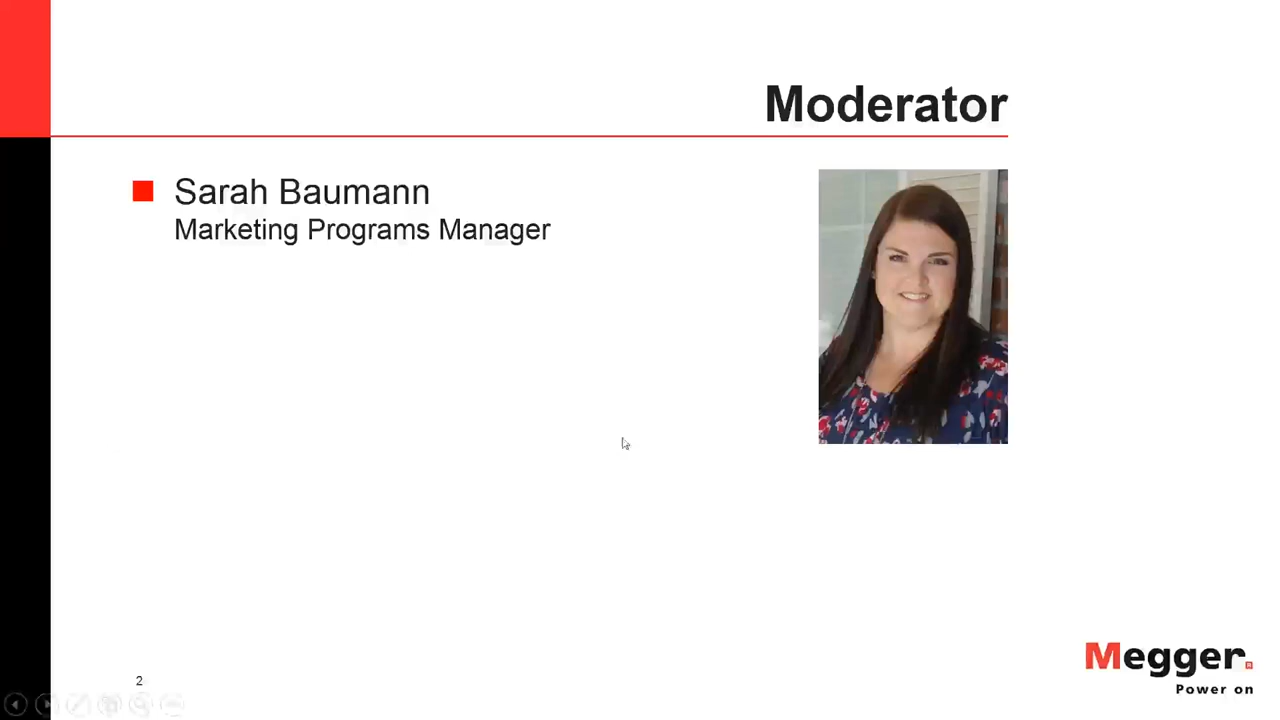 Moderator
Sarah Baumann
Marketing Programs Manager
2
Megger.
Power on